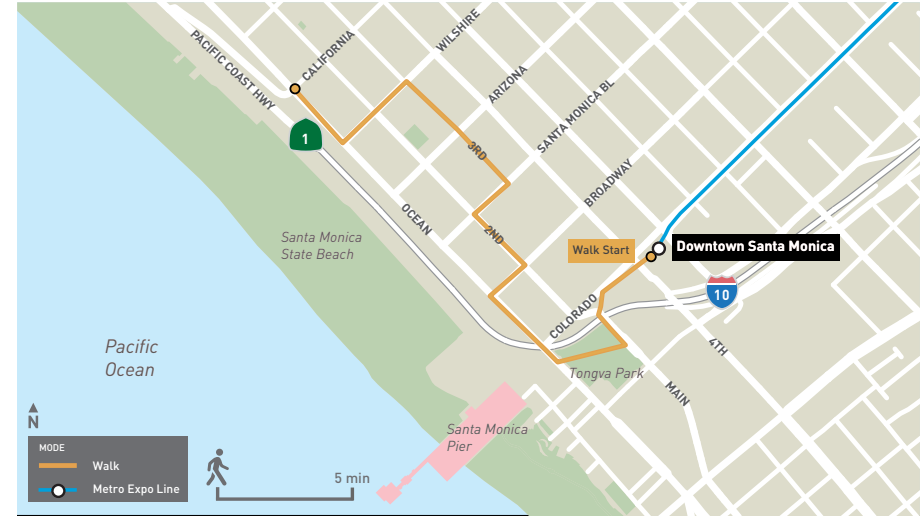 CALIFORNIA
WILSHIRE
PACIFIC COAST HWY
ARIZONA
SANTA MONICA BL
1
3RD
BROADWAY
OCEAN
2ND
Santa Monica
State Beach
Walk Start
Downtown Santa Monica
10
COLORADO
4TH
Pacific
Ocean
Tongva Park
MAIN
N
Santa Monica
Pier
MODE
Walk
Metro Expo Line
5 min